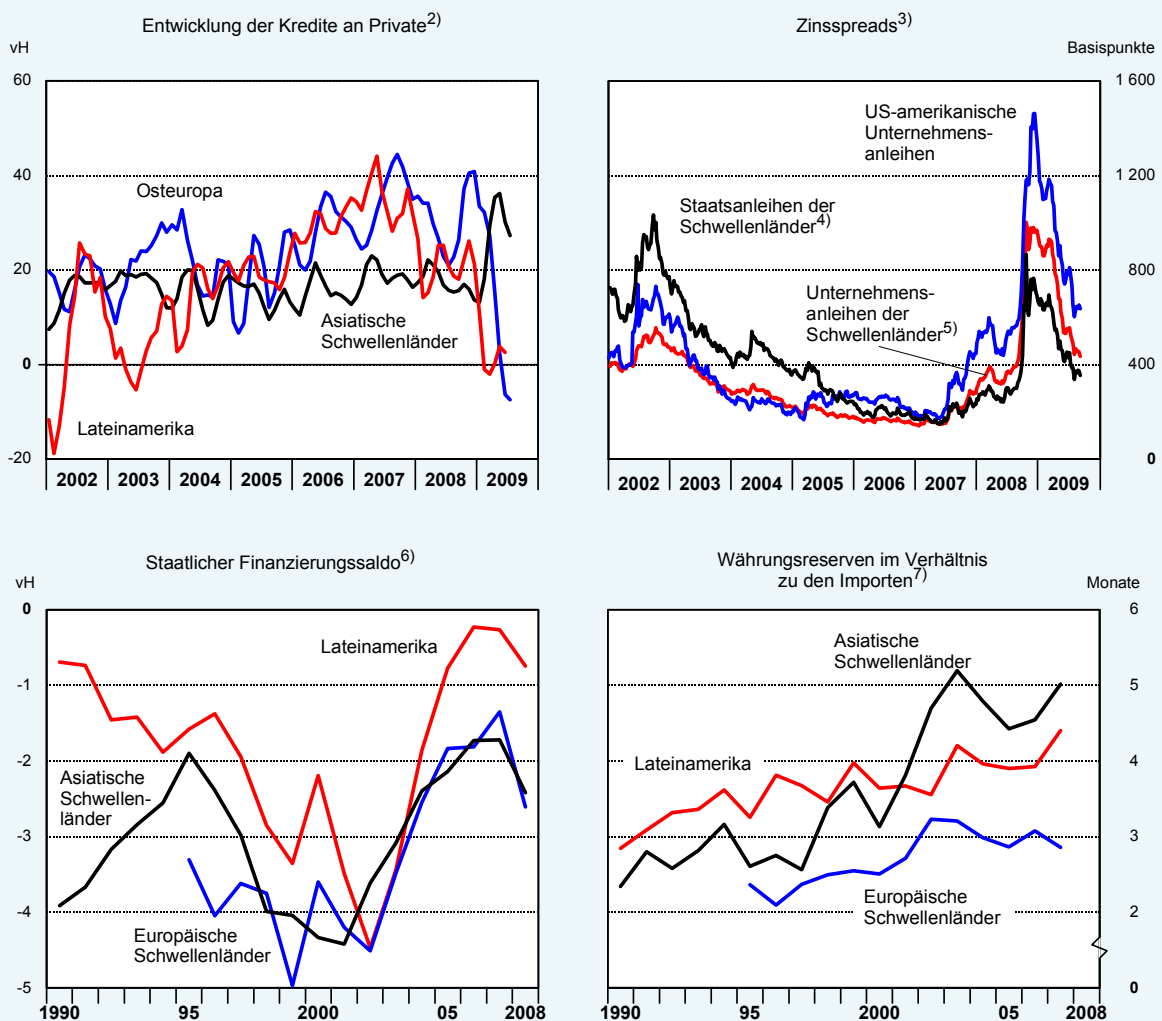 Entwicklung der Kredite an Private2)
vH
60
40
20
0
-20
Osteuropa
Asiatische
Schwellenländer
Lateinamerika
2002 2003 2004 2005 2006 2007 2008 2009
Zinsspreads3)
Basispunkte
1 600
1 200
800
400
0
US-amerikanische
Unternehmens-
anleihen
Staatsanleihen der
Schwellenländer4)
Unternehmens-
anleihen der
Schwellenländer5)
2002 2003 2004 2005 2006 2007 2008 2009
Staatlicher Finanzierungssaldo6)
vH
0
-1
-2
-3
-4
-5
Lateinamerika
Asiatische
Schwellen-
länder
Europäische
Schwellenländer
1990 95 2000 05 2008
Währungsreserven im Verhältnis
zu den Importen7)
Monate
6
5
4
3
2
0
Asiatische
Schwellenländer
Lateinamerika
Europäische
Schwellenländer
1990 95 2000 05 2008